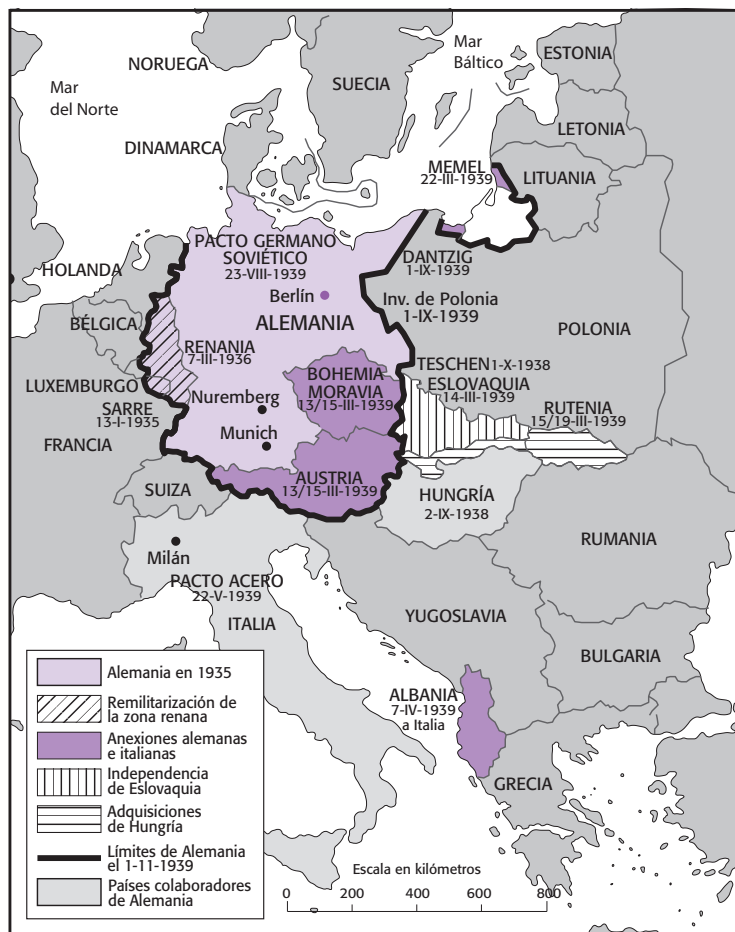 NORUEGA
SUECIA
Mar
Báltico
ESTONIA
Mar
del Norte
LETONIA
DINAMARCA
MEMEL
22-III-1939
LITUANIA
PACTO GERMANO
SOVIÉTICO
23-VIII-1939
HOLANDA
DANTZIG
1-IX-1939
Berlín
Inv. de Polonia
1-IX-1939
BÉLGICA
ALEMANIA
POLONIA
RENANIA
7-III-1936
TESCHEN 1-X-1938
ESLOVAQUIA
14-III-1939
BOHEMIA
MORAVIA
13/15-III-1939
LUXEMBURGO
Nuremberg
SARRE
13-I-1935
RUTENIA
15/19-III-1939
FRANCIA
Munich
AUSTRIA
13/15-III-1939
SUIZA
HUNGRÍA
2-IX-1938
RUMANIA
Milán
PACTO ACERO
22-V-1939
ITALIA
YUGOSLAVIA
BULGARIA
ALBANIA
7-IV-1939
a Italia
GRECIA
Alemania en 1935
Remilitarización de
la zona renana
Anexiones alemanas
e italianas
Independencia
de Eslovaquia
Adquisiciones
de Hungría
Límites de Alemania
el 1-11-1939
Países colaboradores
de Alemania
Escala en kilómetros
0 200 400 600 800